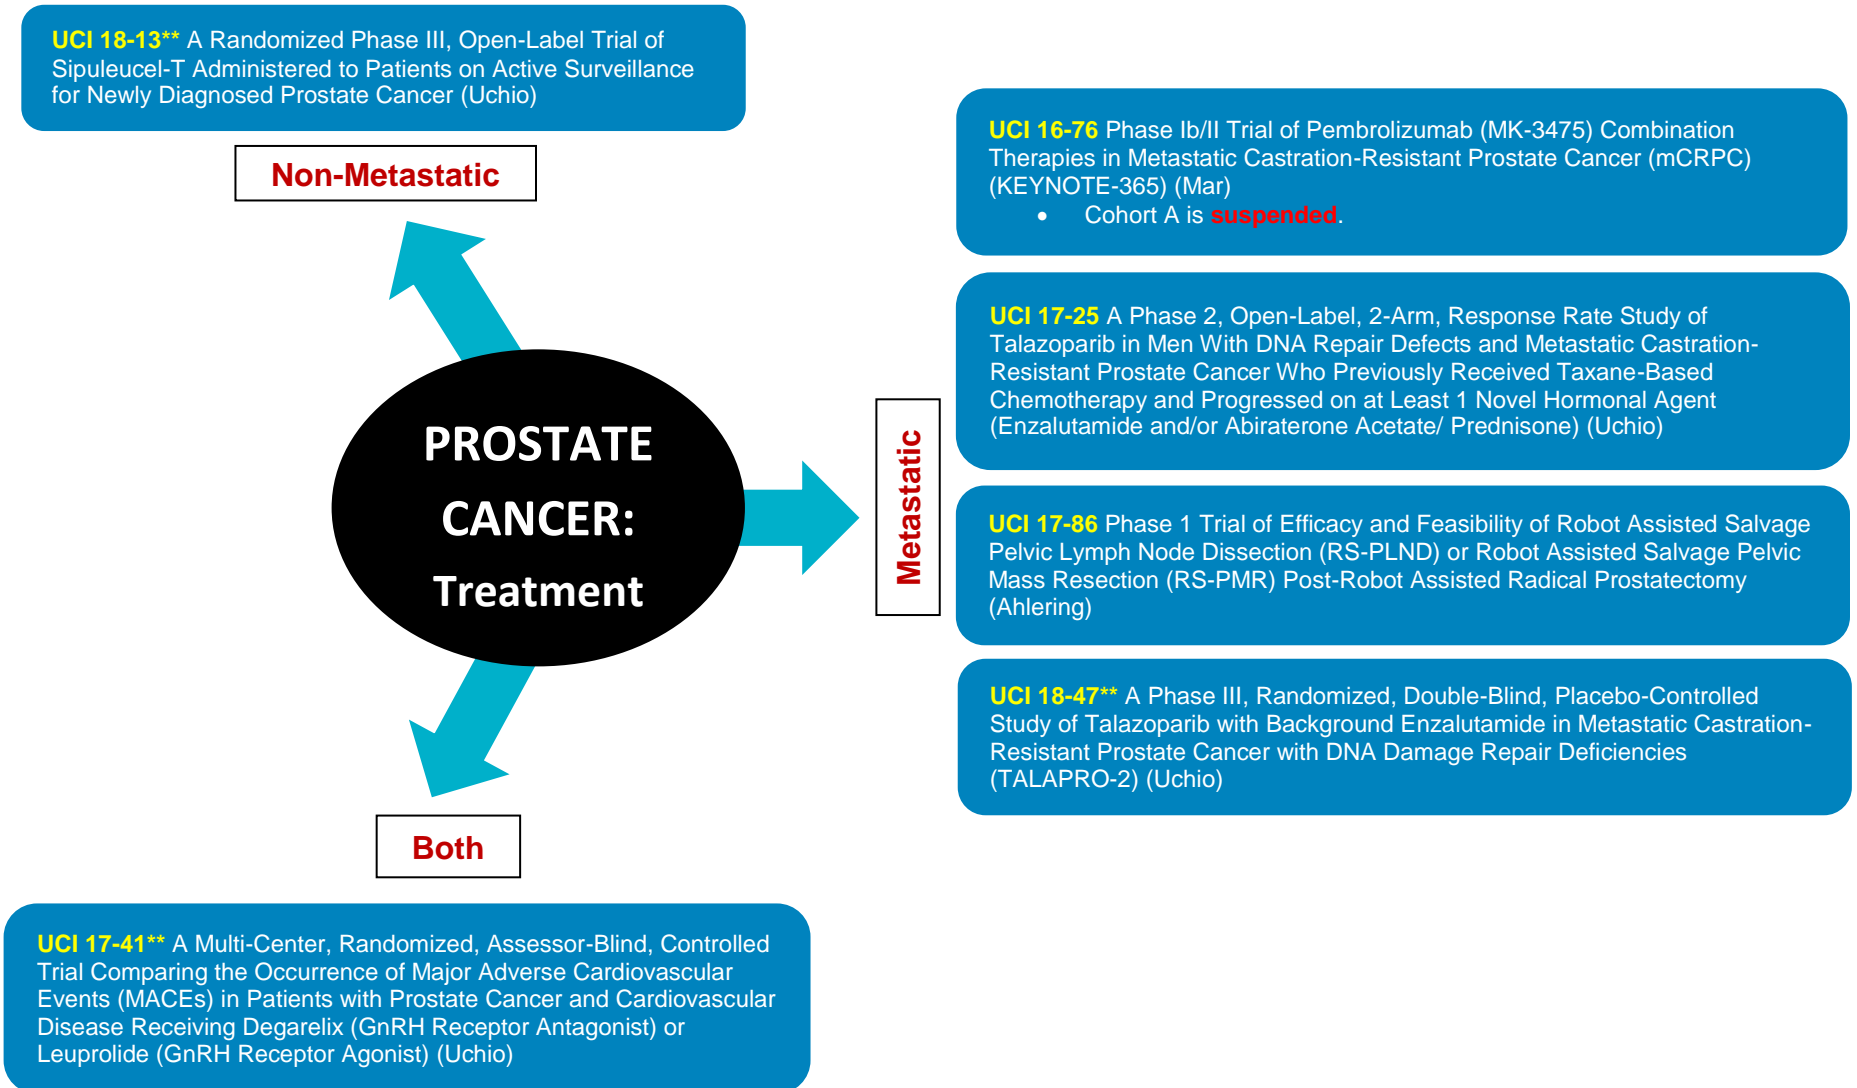 UCI 18-13** A Randomized Phase III, Open-Label Trial of
Sipuleucel-T Administered to Patients on Active Surveillance
for Newly Diagnosed Prostate Cancer (Uchio)
Non-Metastatic
PROSTATE
CANCER:
Treatment
Metastatic
UCI 16-76 Phase Ib/II Trial of Pembrolizumab (MK-3475) Combination
Therapies in Metastatic Castration-Resistant Prostate Cancer (mCRPC)
(KEYNOTE-365) (Mar)
• Cohort A is suspended.
UCI 17-25 A Phase 2, Open-Label, 2-Arm, Response Rate Study of
Talazoparib in Men With DNA Repair Defects and Metastatic Castration-
Resistant Prostate Cancer Who Previously Received Taxane-Based
Chemotherapy and Progressed on at Least 1 Novel Hormonal Agent
(Enzalutamide and/or Abiraterone Acetate/ Prednisone) (Uchio)
UCI 17-86 Phase 1 Trial of Efficacy and Feasibility of Robot Assisted Salvage
Pelvic Lymph Node Dissection (RS-PLND) or Robot Assisted Salvage Pelvic
Mass Resection (RS-PMR) Post-Robot Assisted Radical Prostatectomy
(Ahlering)
UCI 18-47** A Phase III, Randomized, Double-Blind, Placebo-Controlled
Study of Talazoparib with Background Enzalutamide in Metastatic Castration-
Resistant Prostate Cancer with DNA Damage Repair Deficiencies
(TALAPRO-2) (Uchio)
Both
UCI 17-41** A Multi-Center, Randomized, Assessor-Blind, Controlled
Trial Comparing the Occurrence of Major Adverse Cardiovascular
Events (MACEs) in Patients with Prostate Cancer and Cardiovascular
Disease Receiving Degarelix (GnRH Receptor Antagonist) or
Leuprolide (GnRH Receptor Agonist) (Uchio)